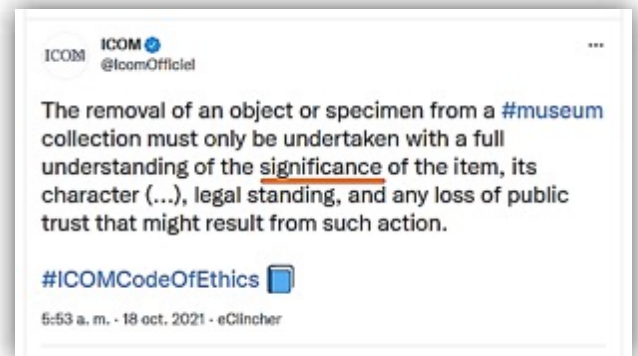 ICOM
ICOM
@IcomOfficiel
The removal of an object or specimen from a #museum
collection must only be undertaken with a full
understanding of the significance of the item, its
character (...), legal standing, and any loss of public
trust that might result from such action.
#ICOMCodeOfEthics
5:53 a. m. · 18 oct. 2021 · eClincher